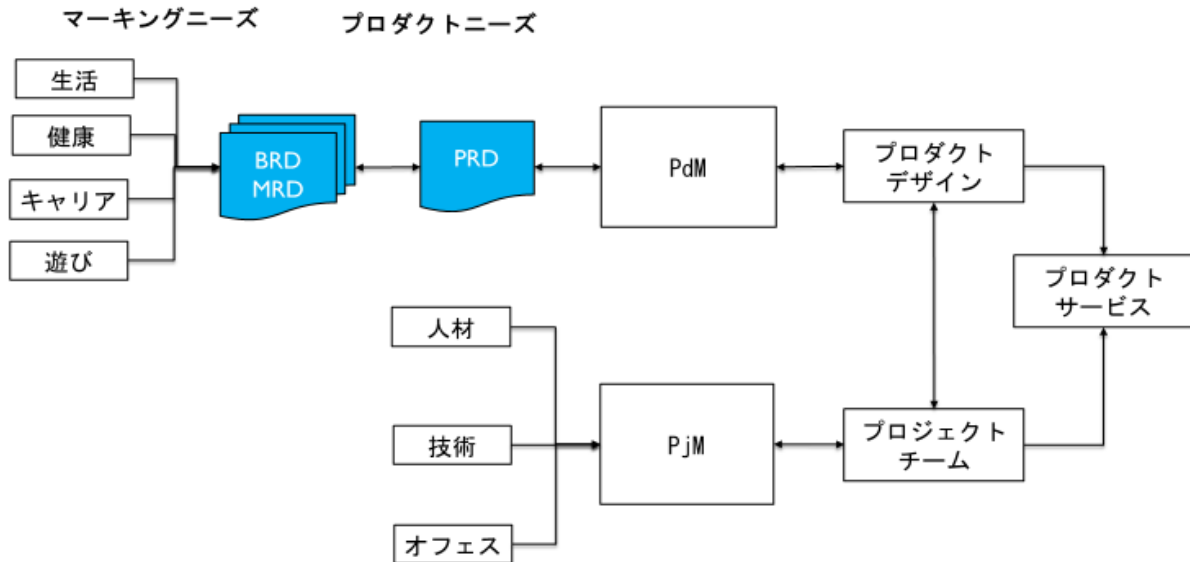 マーキングニーズ
プロダクトニーズ
生活
健康
キャリア
遊び
BRD
MRD
PRD
PdM
プロダクト
デザイン
プロダクト
サービス
人材
技術
オフェス
PjM
プロジェクト
チーム